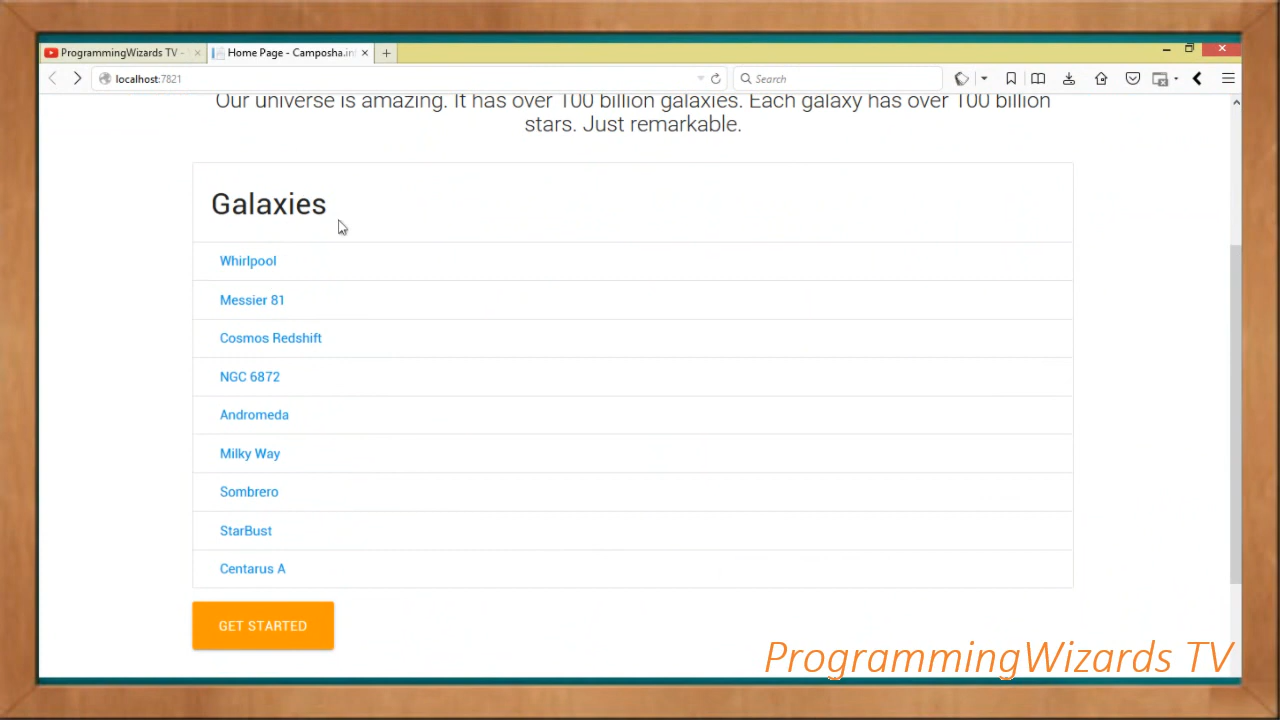 ProgrammingWizards TV -
Home Page - Camposha.in
localhost:7821
Search
Our universe is amazing. It has over 100 billion galaxies. Each galaxy has over 100 billion
stars. Just remarkable.
Galaxies
Whirlpool
Messier 81
Cosmos Redshift
NGC 6872
Andromeda
Milky Way
Sombrero
StarBust
Centarus A
GET STARTED
ProgrammingWizards TV